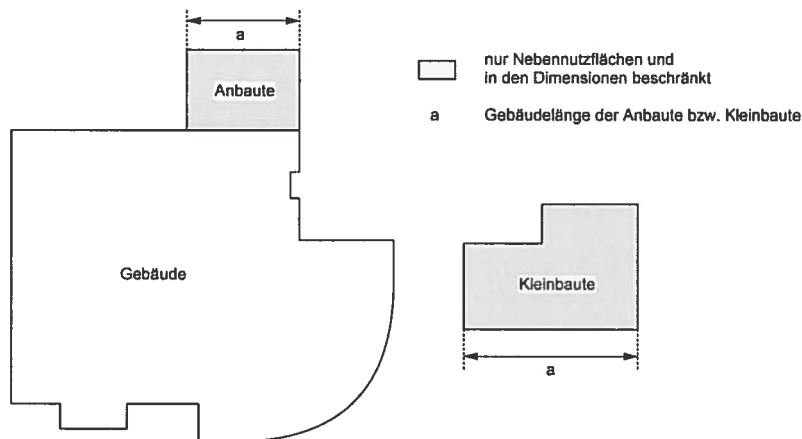 a
Anbaute
nur Nebennutzflächen und
in den Dimensionen beschränkt
a Gebäudelänge der Anbaute bzw. Kleinbaute
Gebäude
Kleinbaute
a